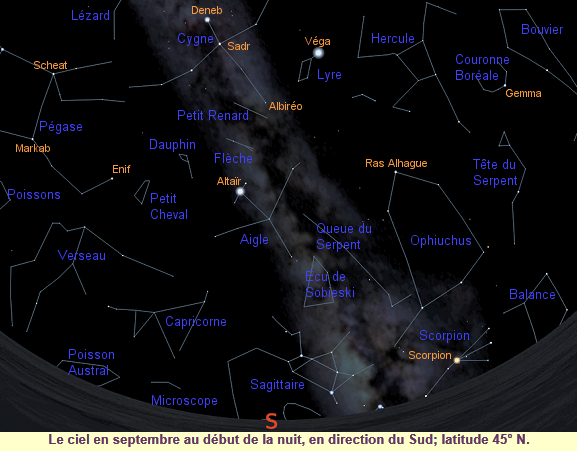 Deneb
Lézard
Cygne
Sadr
Véga
Hercule
Bouvier
Scheat
Lyre
Couronne
Boréale
Gemma
Albiréo
Petit Renard
Pégase
Markab
Dauphin
Flèche
Ras Alhague
Tête du
Serpent
Enif
Altaïr
Poissons
Petit
Cheval
Aigle
Queue du
Serpent
Ophiuchus
Verseau
Ecu de
Sobieski
Balance
Capricorne
Scorpion
Poisson
Austral
Scorpion
Sagittaire
Microscope
S
Le ciel en septembre au début de la nuit, en direction du Sud; latitude 45° N.